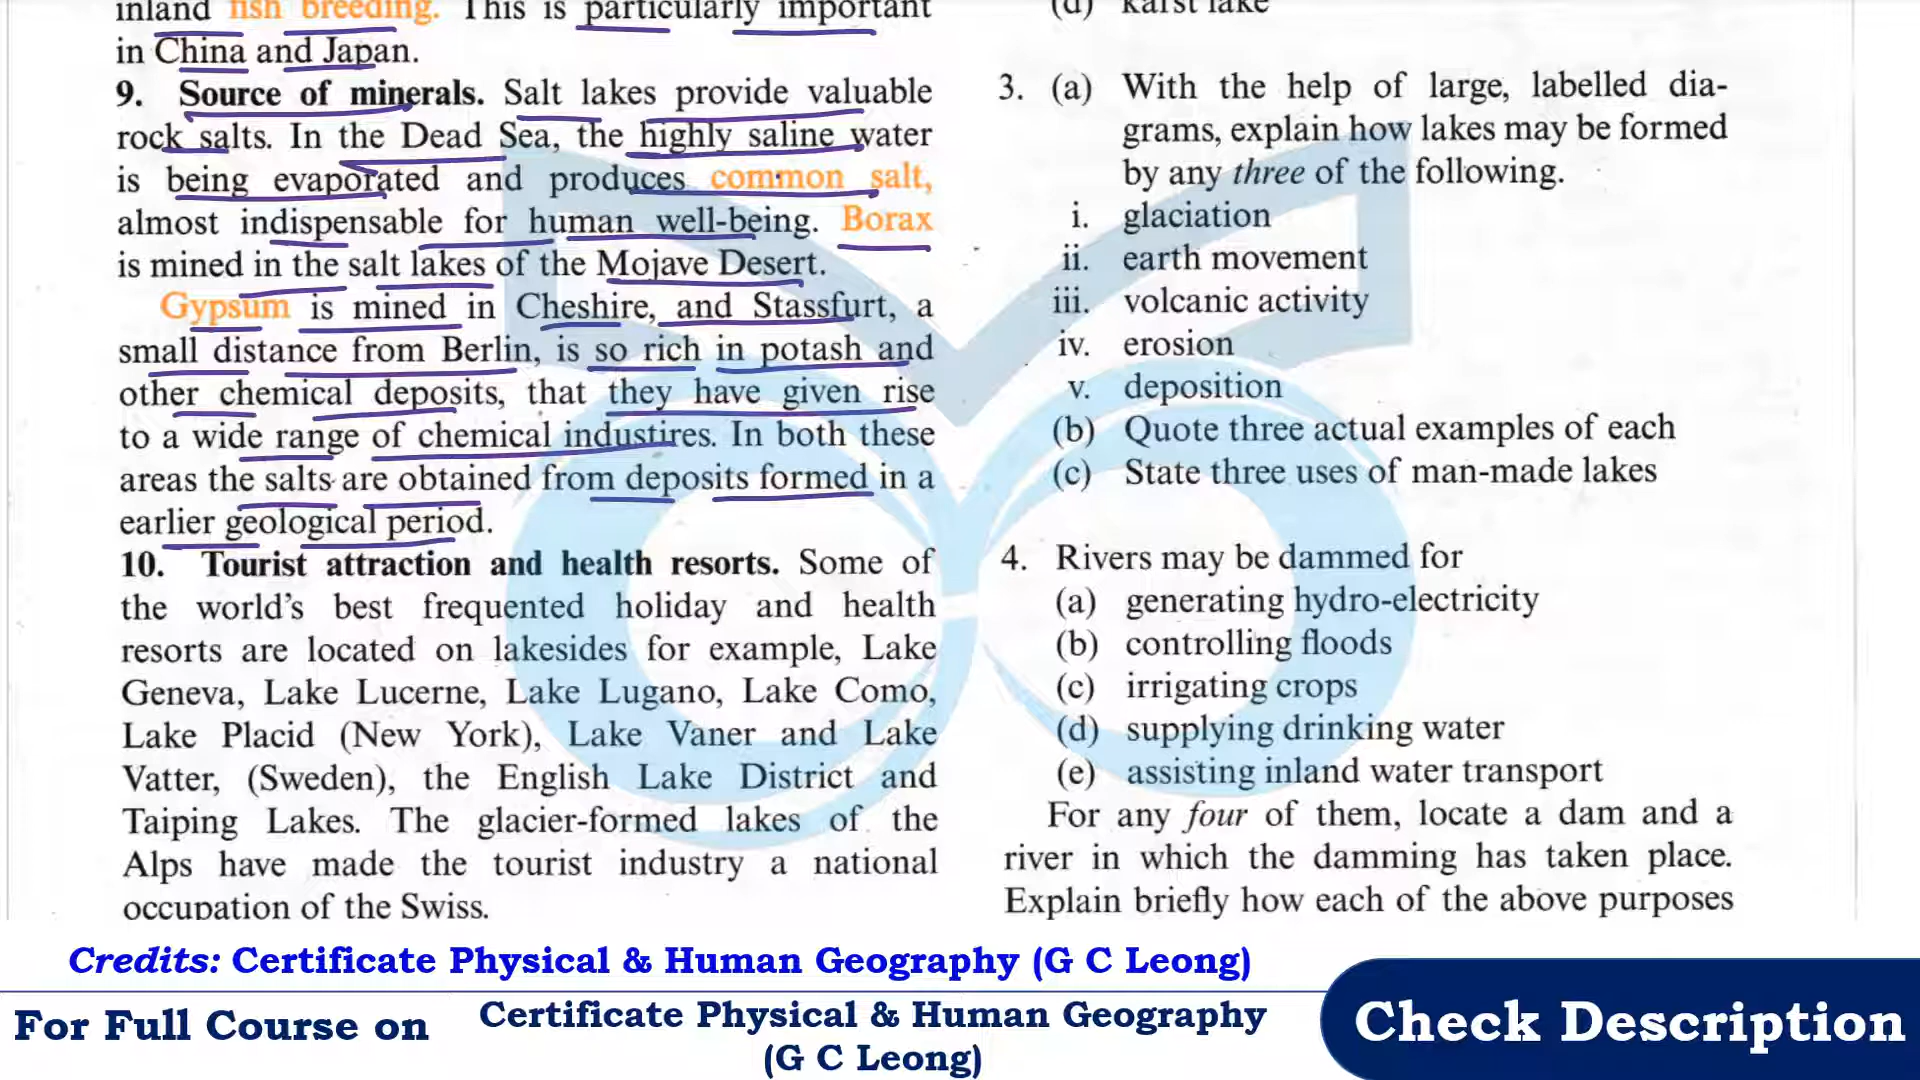 inland fish breeding. This is particularly important
in China and Japan.
9. Source of minerals. Salt lakes provide valuable
rock salts. In the Dead Sea, the highly saline water
is being evaporated and produces common salt,
almost indispensable for human well-being. Borax
is mined in the salt lakes of the Mojave Desert.
Gypsum is mined in Cheshire, and Stassfurt, a
small distance from Berlin, is so rich in potash and
other chemical deposits, that they have given rise
to a wide range of chemical industires. In both these
areas the salts are obtained from deposits formed in a
earlier geological period.
10. Tourist attraction and health resorts. Some of
the world's best frequented holiday and health
resorts are located on lakesides for example, Lake
Geneva, Lake Lucerne, Lake Lugano, Lake Como,
Lake Placid (New York), Lake Vaner and Lake
Vatter, (Sweden), the English Lake District and
Taiping Lakes. The glacier-formed lakes of the
Alps have made the tourist industry a national
occupation of the Swiss.
(d) karst lake
3. (a) With the help of large, labelled dia-
grams, explain how lakes may be formed
by any three of the following.
i. glaciation
ii. earth movement
iii. volcanic activity
iv. erosion
v. deposition
(b) Quote three actual examples of each
(c) State three uses of man-made lakes
4. Rivers may be dammed for
(a) generating hydro-electricity
(b) controlling floods
(c) irrigating crops
(d) supplying drinking water
(e) assisting inland water transport
For any four of them, locate a dam and a
river in which the damming has taken place.
Explain briefly how each of the above purposes
Credits: Certificate Physical & Human Geography (G C Leong)
For Full Course on
Certificate Physical & Human Geography
(G C Leong)
Check Description